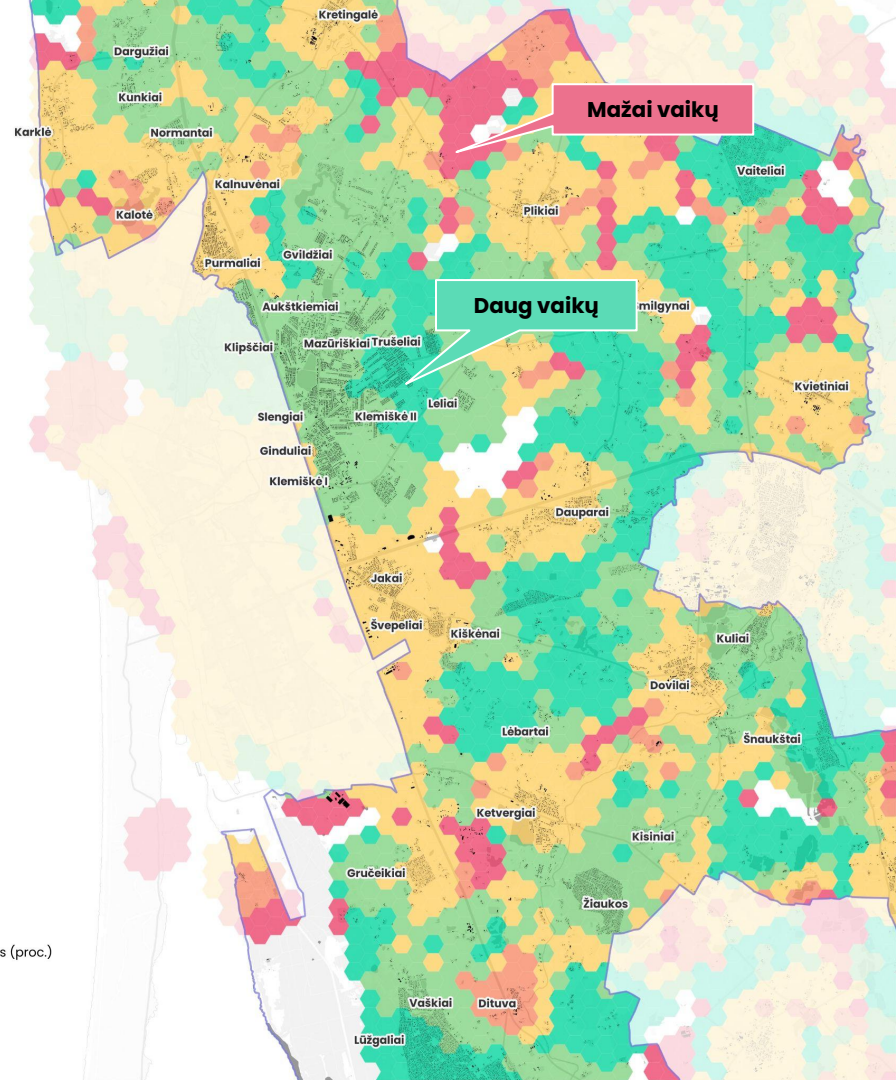 Kretingalė
Dargužiai
Kunkiai
Mažai vaikų
Karklė
Normantai
Vaiteliai
Kalnuvėnai
Kalotė
Plikiai
Gvildžiai
Purmaliai
Aukštkiemiai
Daug vaikų
milgynai
Klipščiai
Mazūriškiai
Trušeliai
Kvietiniai
Leliai
Slengiai
Klemiškė II
Ginduliai
Klemiškė I
Dauparai
Jakai
Švepeliai
Kiškėnai
Kuliai
Dovilai
Lėbartai
Šnaukštai
Ketvergiai
Kisiniai
Gručeikiai
Žiaukos
s (proc.)
Vaškiai
Dituva
Lūžgaliai